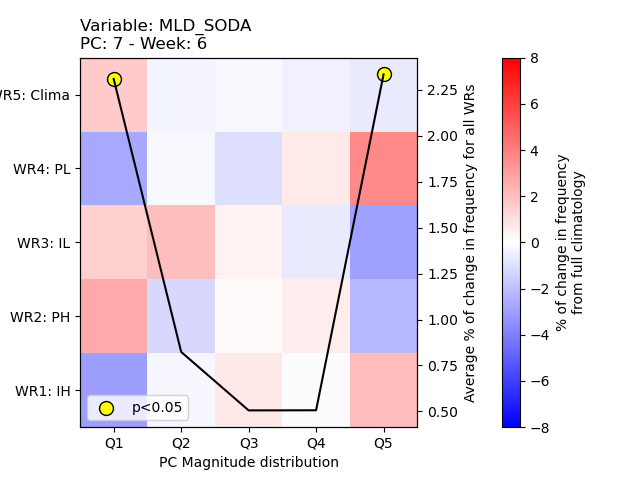 Variable: MLD_SODA
PC: 7 - Week: 6
WR5: Clima
WR4: PL
WR3: IL
WR2: PH
WR1: IH
p<0.05
Q1 Q2 Q3 Q4 Q5
PC Magnitude distribution
2.25
2.00
1.75
1.50
1.25
1.00
0.75
0.50
Average % of change in frequency for all WRs
8
6
4
2
0
−2
−4
−6
−8
% of change in frequency
from full climatology